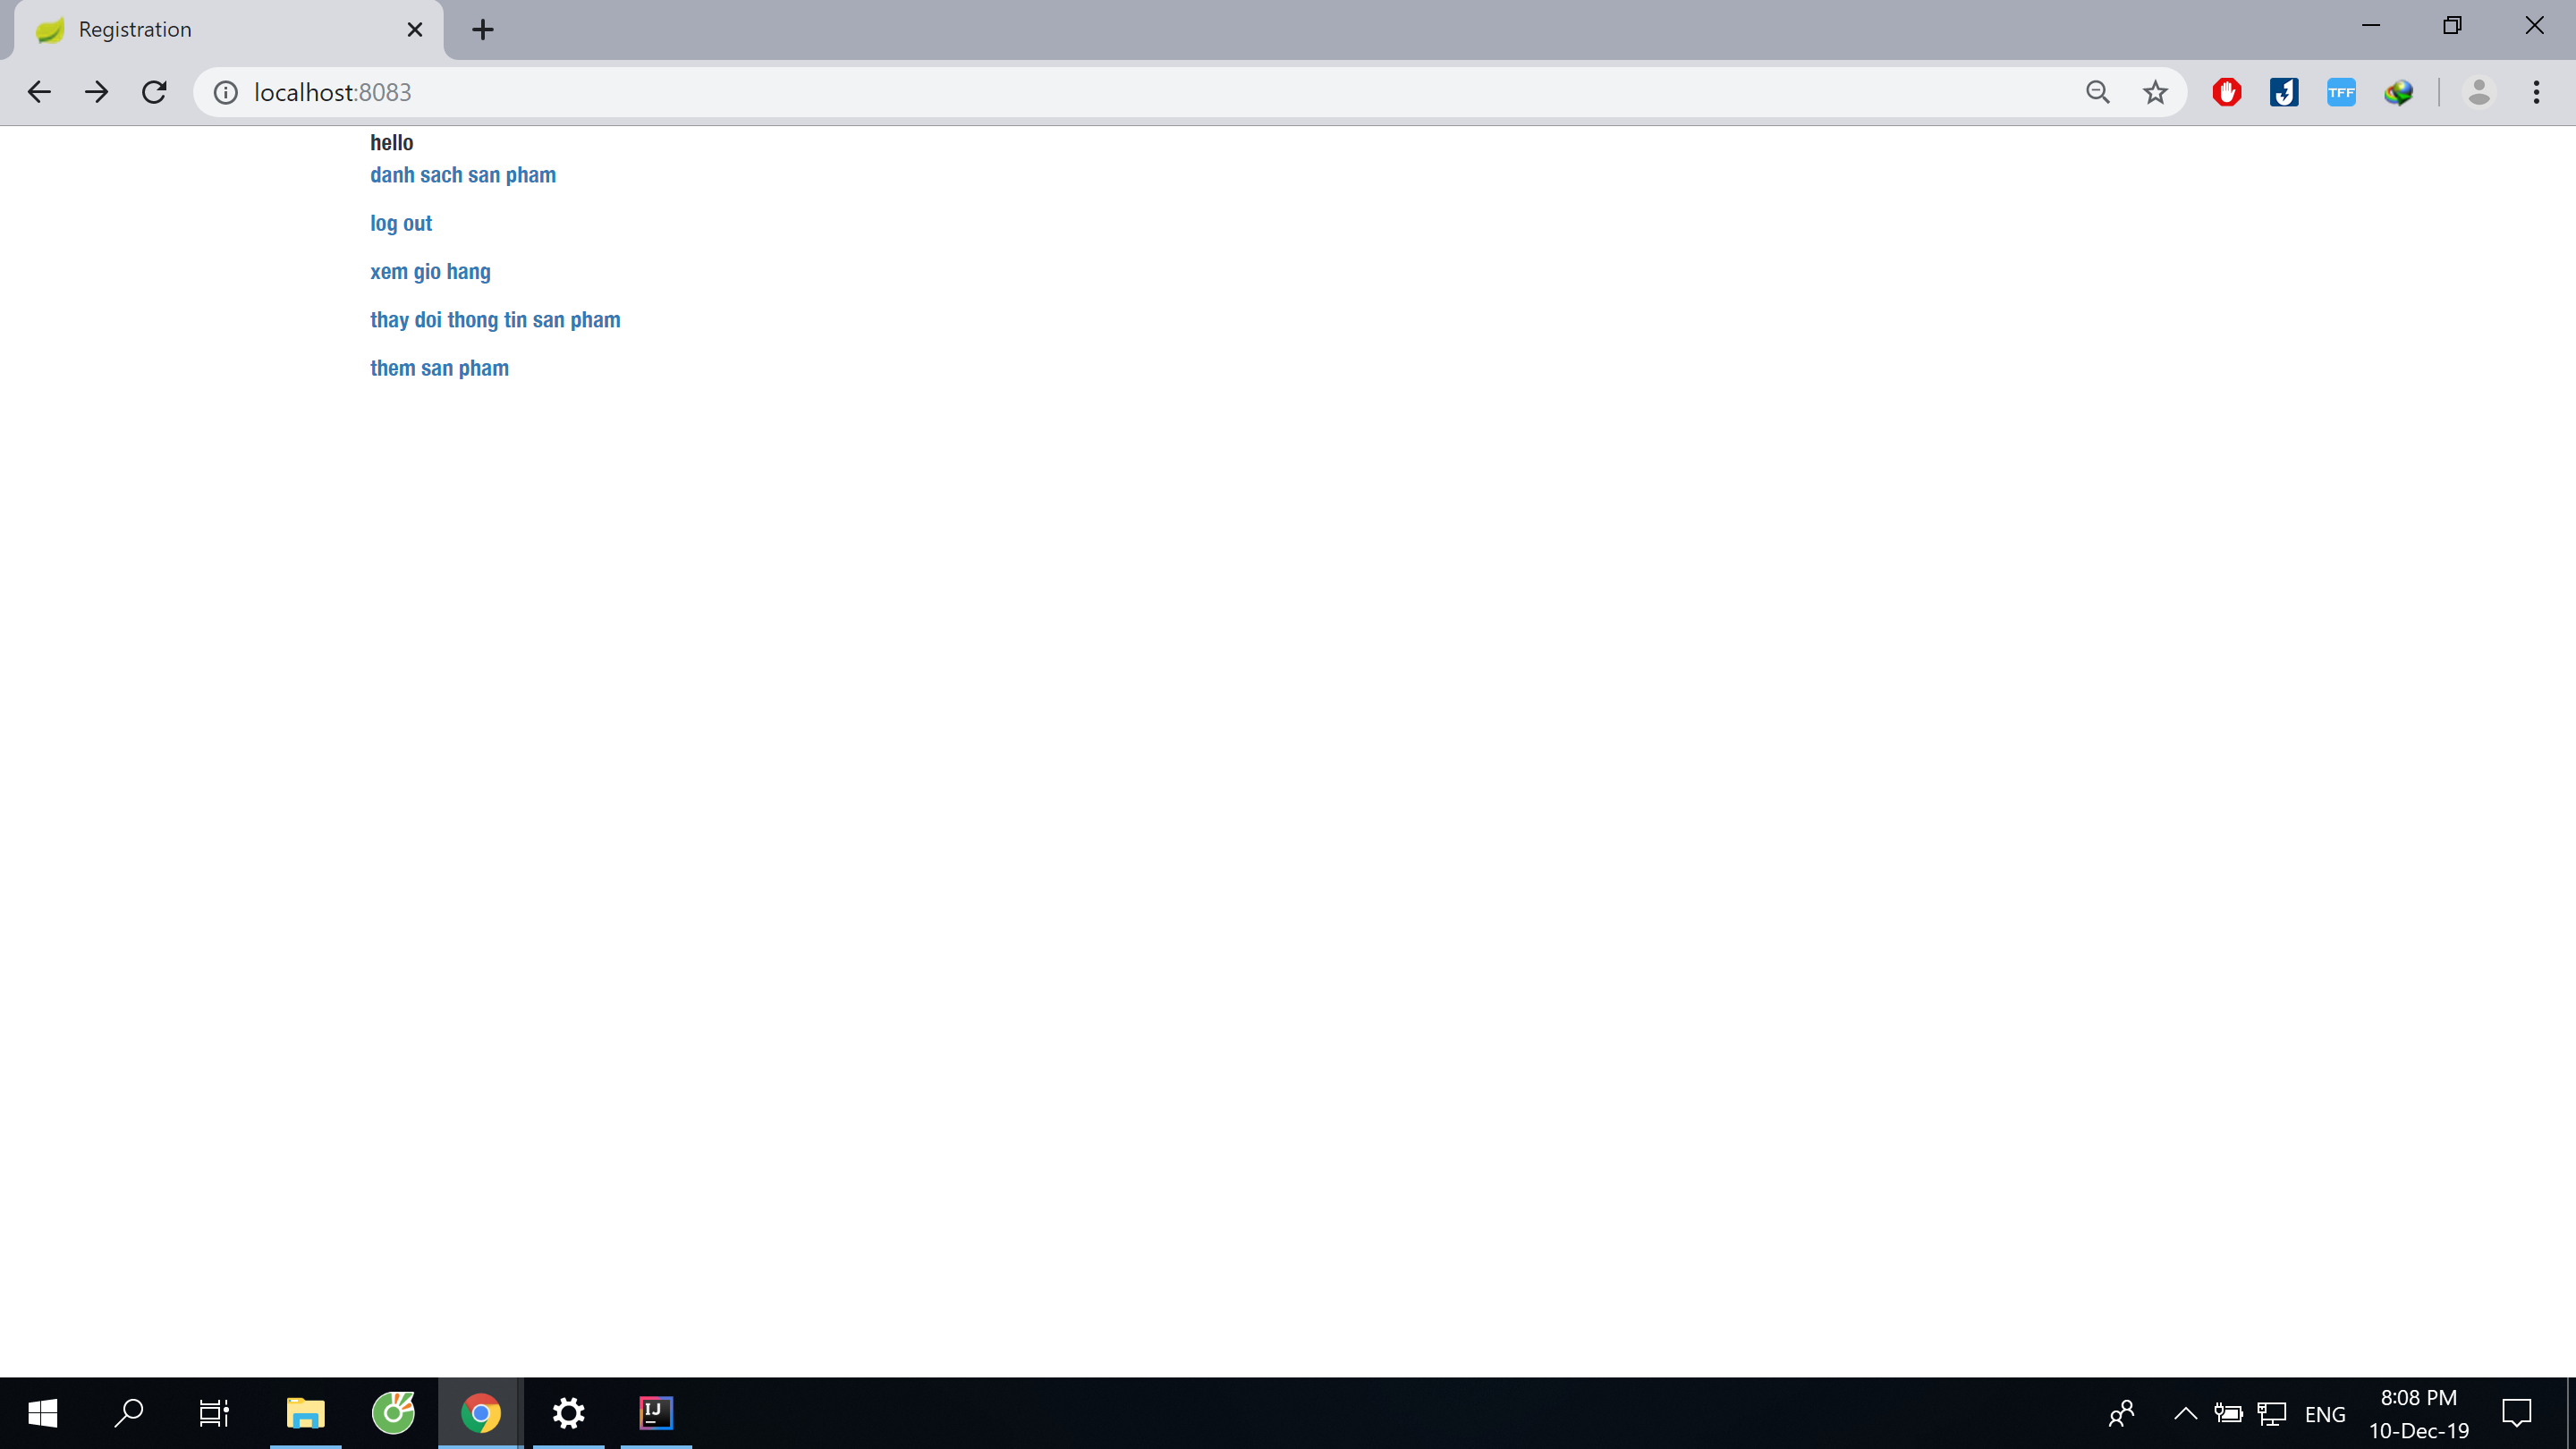 Registration
localhost:8083
TFF
hello
danh sach san pham
log out
xem gio hang
thay doi thong tin san pham
them san pham
IJ
ENG
8:08 PM
10-Dec-19